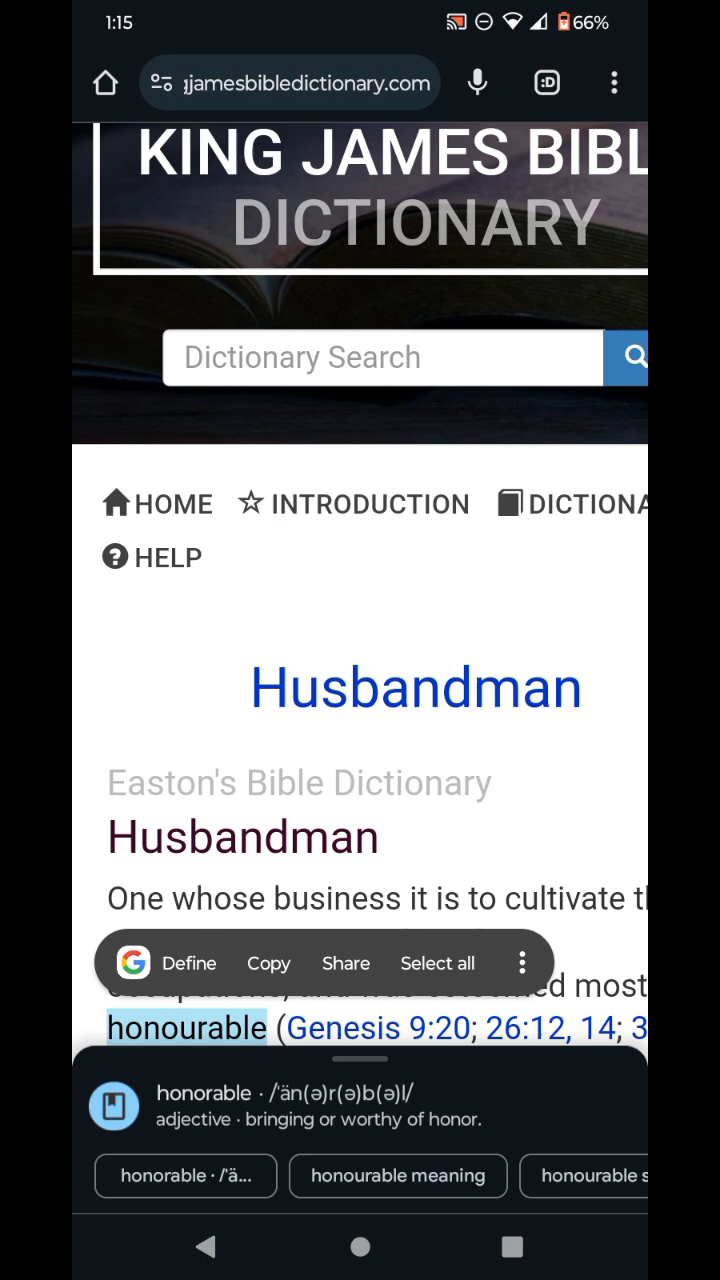 1:15
66%
jamesbibledictionary.com
:D
KING JAMES BIBL
DICTIONARY
Dictionary Search
HOME INTRODUCTION DICTIONA
HELP
Husbandman
Easton's Bible Dictionary
Husbandman
One whose business it is to cultivate t
Define Copy Share Select all
most
honourable (Genesis 9:20; 26:12, 14; 3
honorable · /ˈän(ə)r(ə)b(ə)l/
adjective · bringing or worthy of honor.
honorable · /ˈä... honourable meaning honourable s